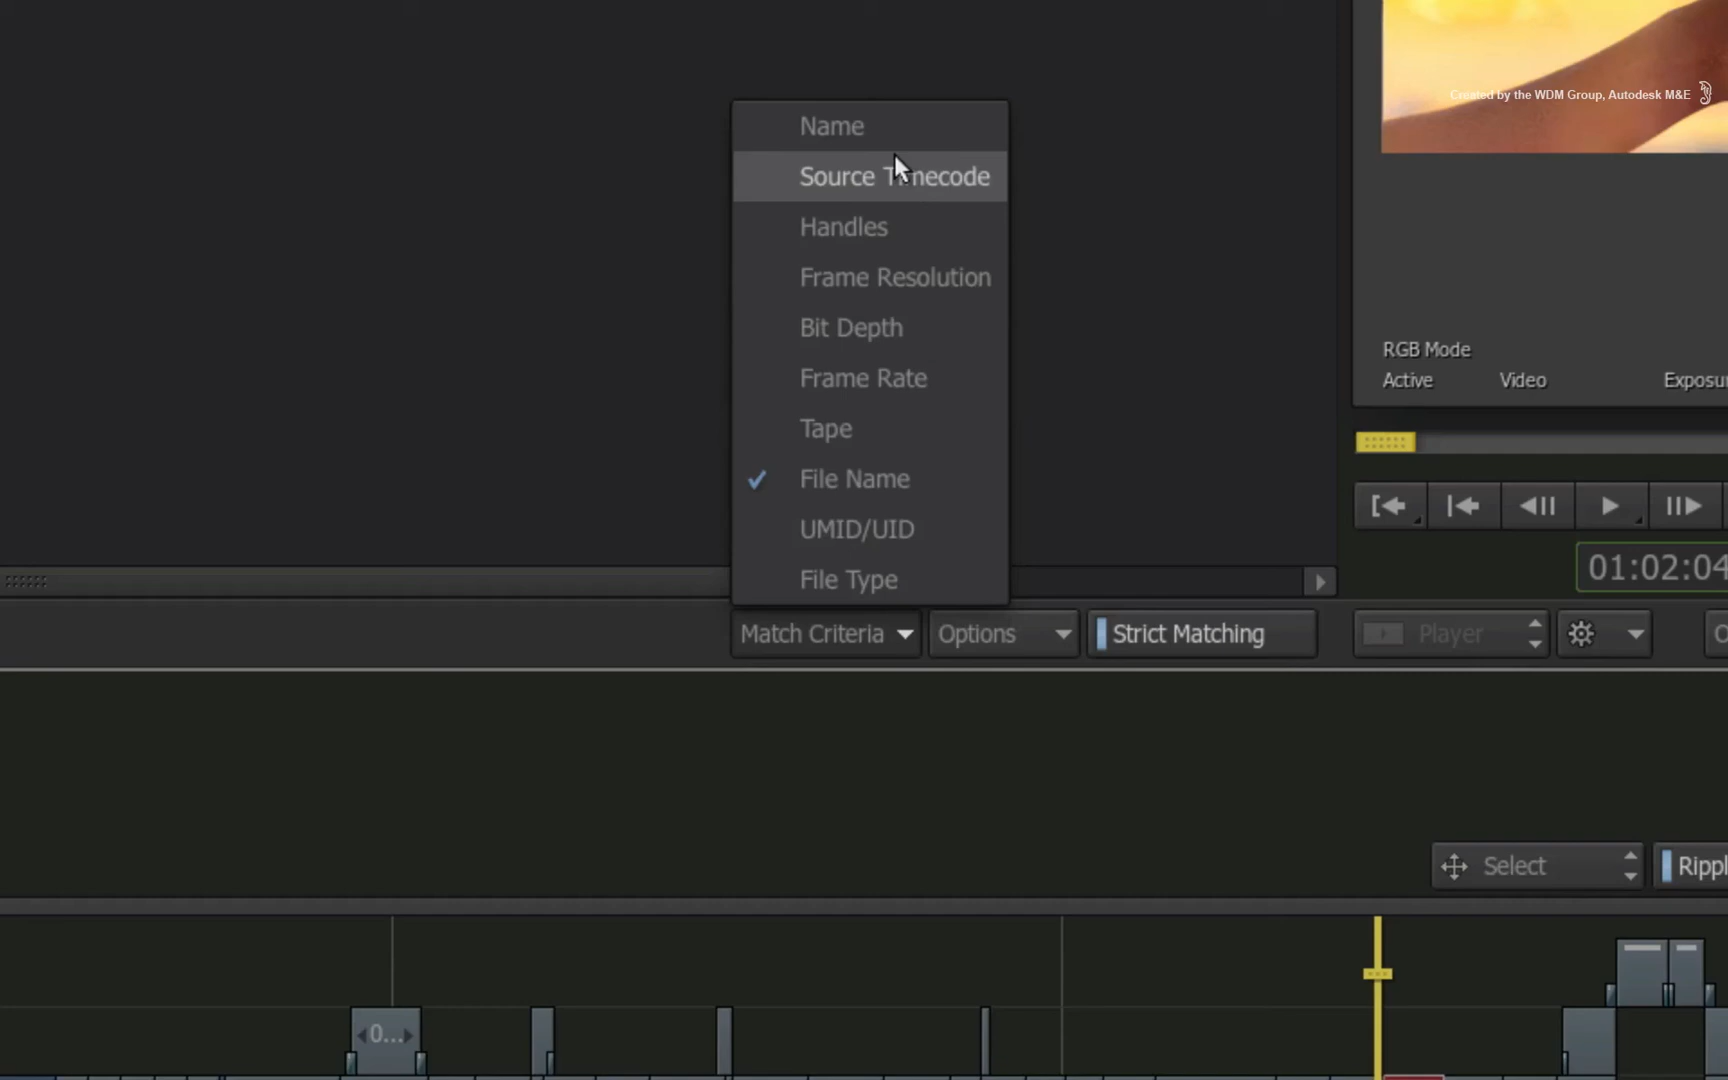 Created by the WDM Group, Autodesk M&E
Name
Source Timecode
Handles
Frame Resolution
Bit Depth
Frame Rate
Tape
File Name
UMID/UID
File Type
RGB Mode
Active Video Exposu
01:02:04
Match Criteria Options Strict Matching Player
Select Rippl
0...